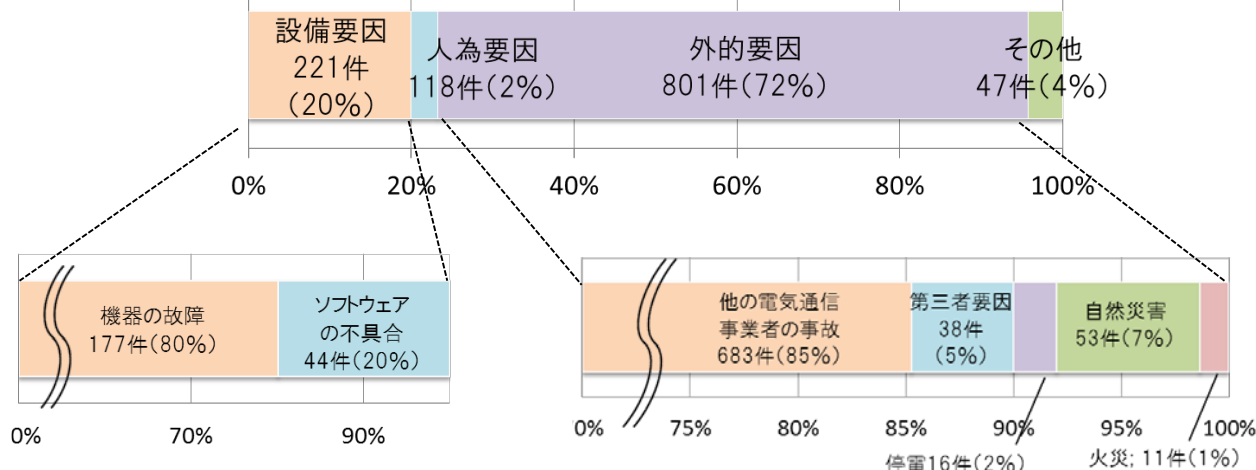 設備要因
221件
(20%)
人為要因
118件(2%)
外的要因
801件(72%)
その他
47件(4%)
0%
20%
40%
60%
80%
100%
機器の故障
177件(80%)
ソフトウェア
の不具合
44件(20%)
0%
70%
90%
他の電気通信
事業者の事故
683件(85%)
第三者要因
38件
(5%)
自然災害
53件(7%)
0%
75%
80%
85%
90%
95%
100%
停電16件(2%)
火災; 11件(1%)